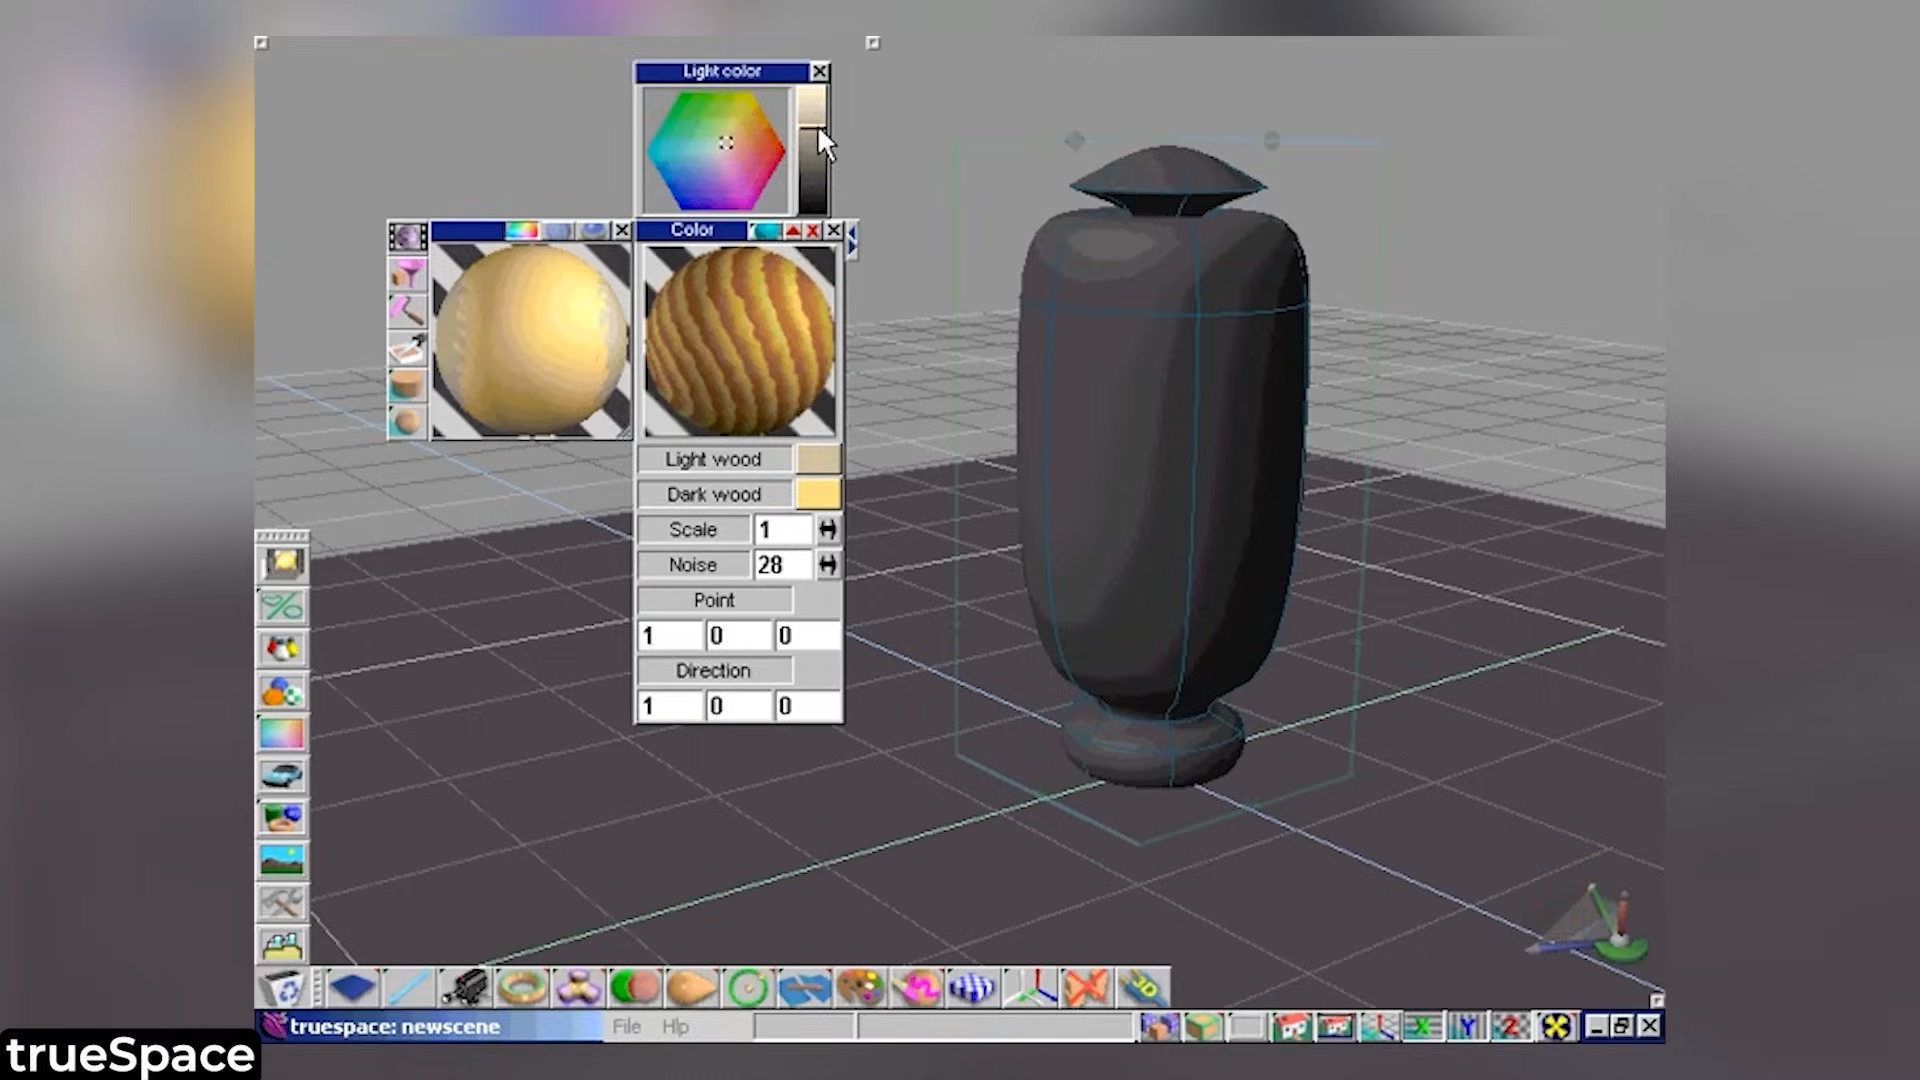 Light color
Color
Light wood
Dark wood
Scale 1
Noise 28
Point
1 0 0
Direction
1 0 0
3D
truespace: newscene File Hlp X Y Z
trueSpace